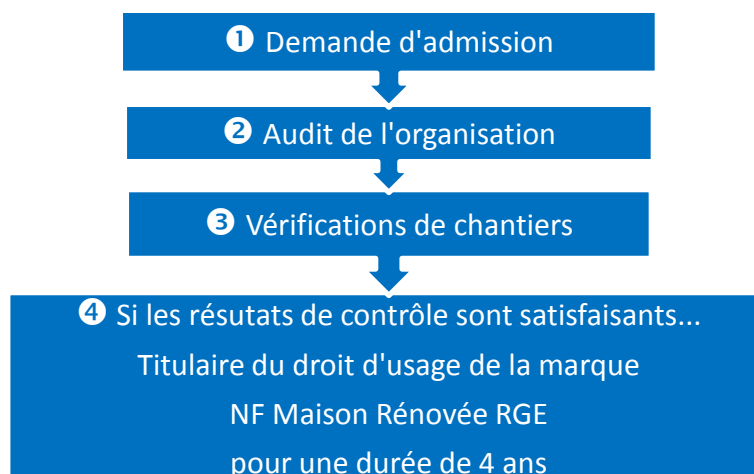 ❶ Demande d'admission
❷ Audit de l'organisation
❸ Vérifications de chantiers
❹ Si les résutats de contrôle sont satisfaisants...
Titulaire du droit d'usage de la marque
NF Maison Rénovée RGE
pour une durée de 4 ans